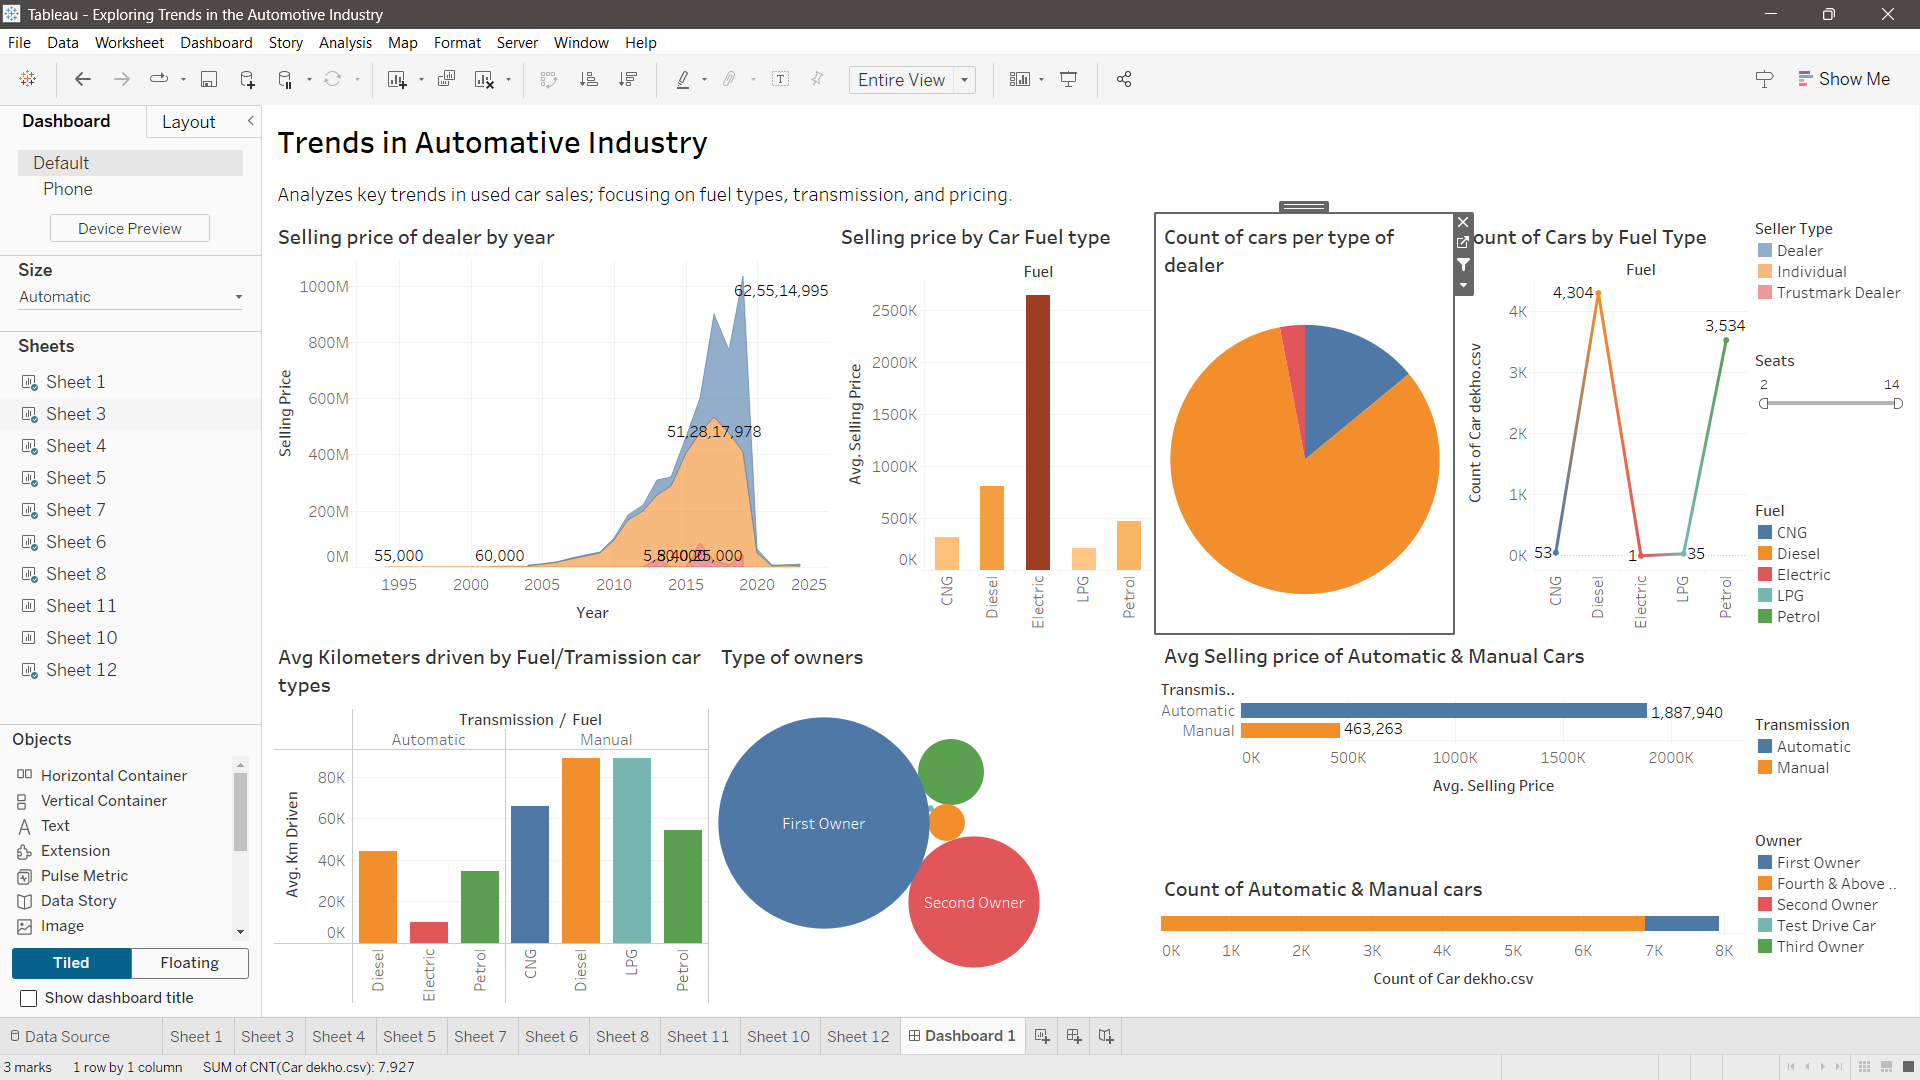 Tableau - Exploring Trends in the Automotive Industry
File Data Worksheet Dashboard Story Analysis Map Format Server Window Help
Entire View
Show Me
Dashboard
Layout
Default
Phone
Device Preview
Size
Automatic
Sheets
Sheet 1
Sheet 3
Sheet 4
Sheet 5
Sheet 7
Sheet 6
Sheet 8
Sheet 11
Sheet 10
Sheet 12
Objects
Horizontal Container
Vertical Container
Text
Extension
Pulse Metric
Data Story
Image
Tiled
Floating
Show dashboard title
Trends in Automative Industry
Analyzes key trends in used car sales; focusing on fuel types, transmission, and pricing.
Selling price of dealer by year
1000M
800M
600M
400M
200M
0M
Selling Price
62,55,14,995
51,28,17,978
55,000
60,000
1995 2000 2005 2010 2015 2020 2025
Year
Selling price by Car Fuel type
Fuel
2500K
2000K
1500K
1000K
500K
0K
Avg. Selling Price
CNG
Diesel
Electric
LPG
Petrol
Count of cars per type of
dealer
ount of Cars by Fuel Type
Fuel
4K
3K
2K
1K
0K
Count of Car dekho.csv
4,304
3,534
53
1
35
CNG
Diesel
Electric
LPG
Petrol
Seller Type
Dealer
Individual
Trustmark Dealer
Seats
2 14
Fuel
CNG
Diesel
Electric
LPG
Petrol
Avg Kilometers driven by Fuel/Tramission car
types
Transmission / Fuel
Automatic Manual
80K
60K
40K
20K
0K
Avg. Km Driven
Diesel
Electric
Petrol
CNG
Diesel
LPG
Petrol
Type of owners
First Owner
Second Owner
Avg Selling price of Automatic & Manual Cars
Transmis..
Automatic 1,887,940
Manual 463,263
0K 500K 1000K 1500K 2000K
Avg. Selling Price
Transmission
Automatic
Manual
Count of Automatic & Manual cars
0K 1K 2K 3K 4K 5K 6K 7K 8K
Count of Car dekho.csv
Owner
First Owner
Fourth & Above ..
Second Owner
Test Drive Car
Third Owner
Data Source
Sheet 1
Sheet 3
Sheet 4
Sheet 5
Sheet 7
Sheet 6
Sheet 8
Sheet 11
Sheet 10
Sheet 12
Dashboard 1
3 marks 1 row by 1 column SUM of CNT(Car dekho.csv): 7,927